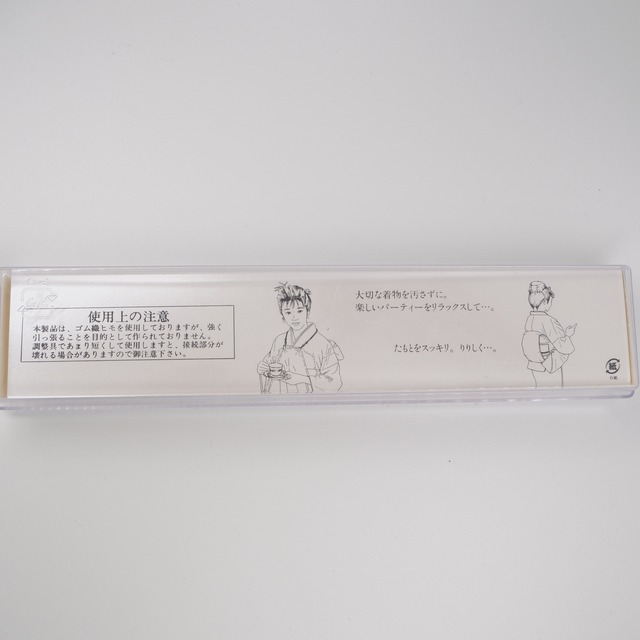 使用上の注意
本製品は、ゴム織ヒモを使用しておりますが、強く
引っ張ることを目的として作られておりません。
調整具であまり短くして使用しますと、接続部分が
壊れる場合がありますので御注意下さい。
大切な着物を汚さずに。
楽しいパーティーをリラックスして…。
たもとをスッキリ。りりしく…。
紙